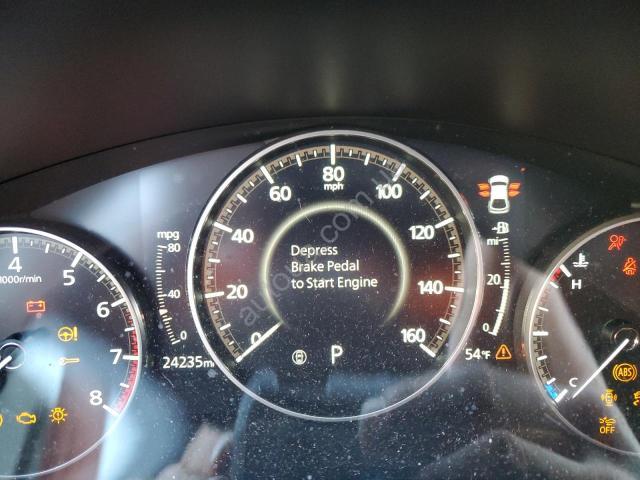 4
5
6
7
8
1000r/min
mpg
80
40
0
24235mi
0
20
40
60
80
mph
100
120
140
160
Depress
Brake Pedal
to Start Engine
P
mi
20
0
54°F
H
C
ABS
OFF